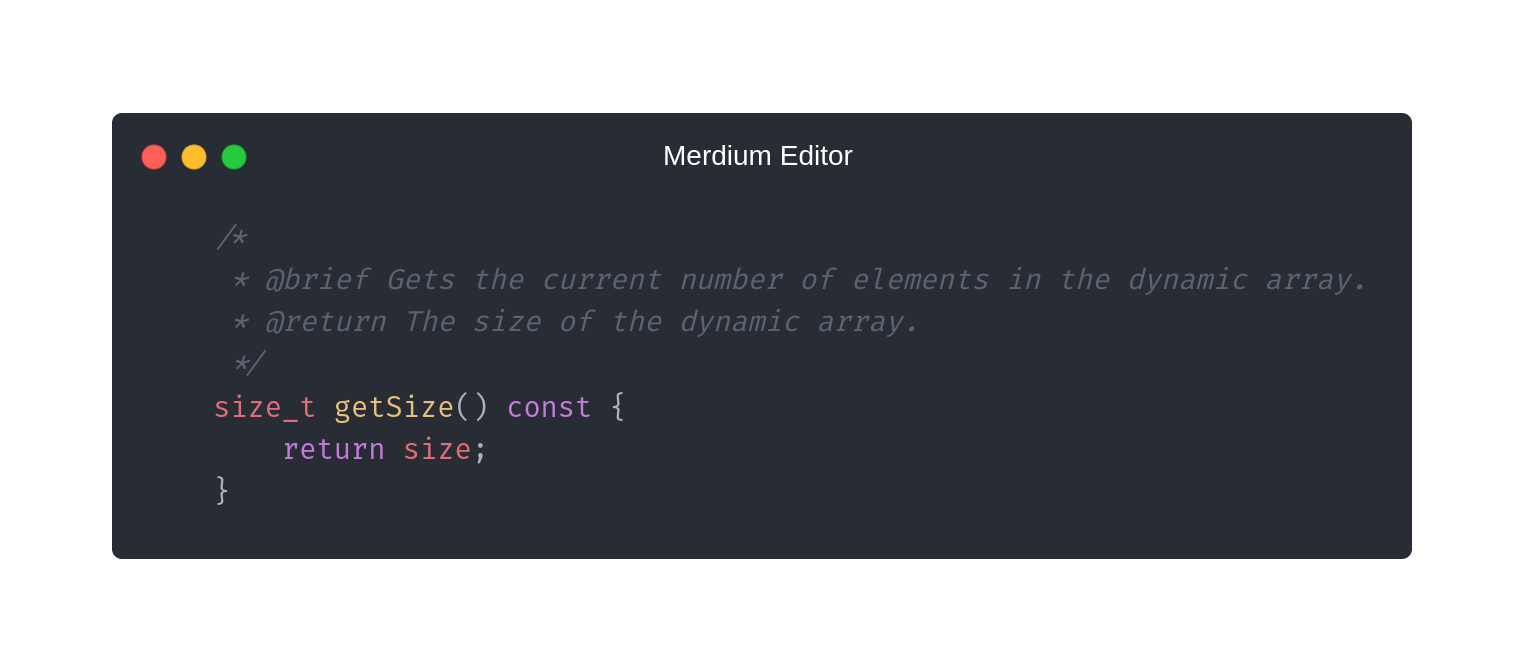 Merdium Editor
/*
 * @brief Gets the current number of elements in the dynamic array.
 * @return The size of the dynamic array.
 */
size_t getSize() const {
    return size;
}